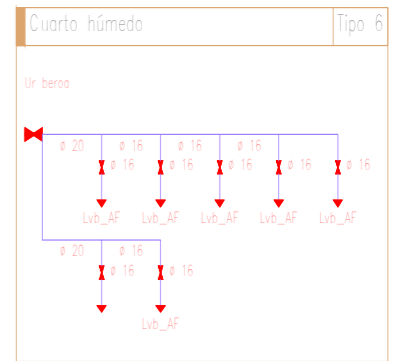 Cuarto húmedo Tipo 6
Ur beroa
ø 20 ø 16 ø 16 ø 16
ø 16 ø 16 ø 16 ø 16 ø 16
Lvb_AF Lvb_AF Lvb_AF Lvb_AF Lvb_AF
ø 20 ø 16
ø 16 ø 16
Lvb_AF